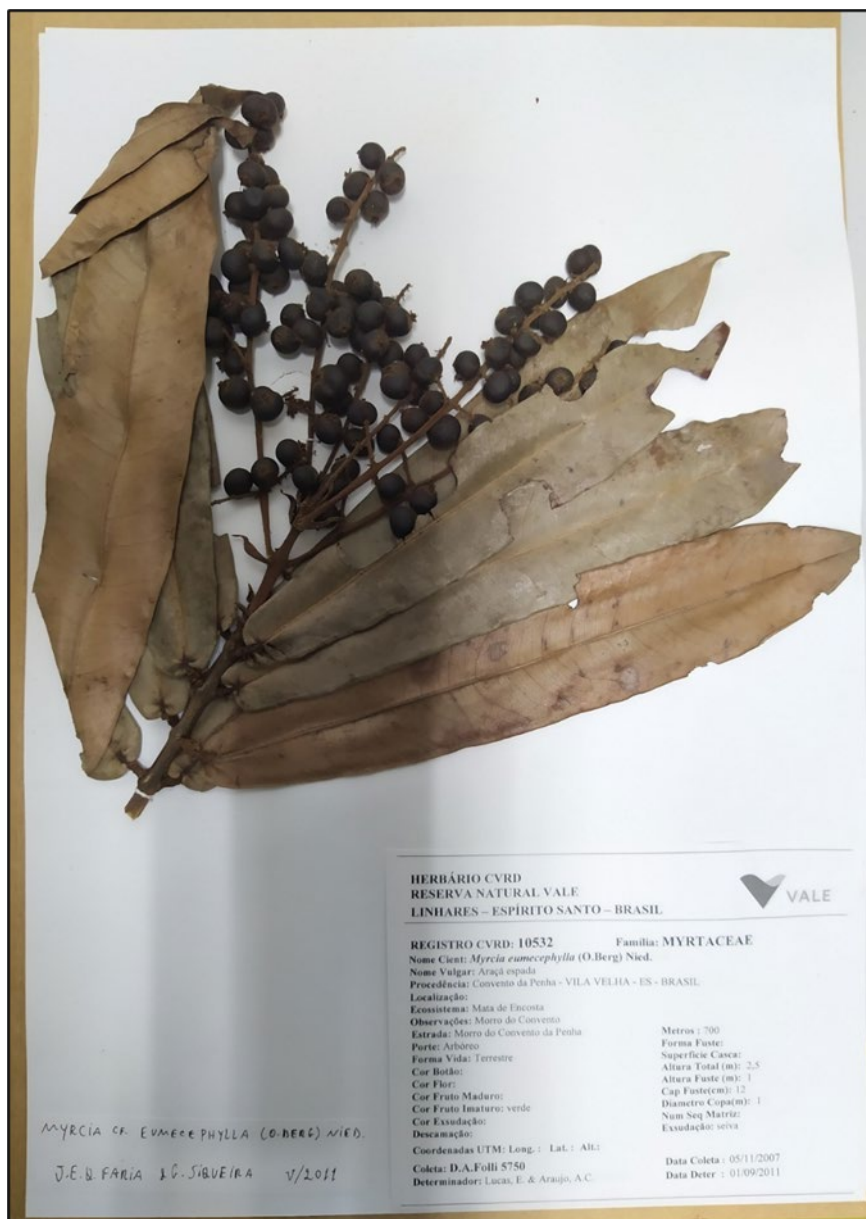 HERBÁRIO CVRD
RESERVA NATURAL VALE
LINHARES – ESPÍRITO SANTO – BRASIL
VALE
REGISTRO CVRD: 10532 Família: MYRTACEAE
Nome Cient: Myrcia eumecephylla (O.Berg) Nied.
Nome Vulgar: Araçá espada
Procedência: Convento da Penha - VILA VELHA - ES - BRASIL
Localização:
Ecossistema: Mata de Encosta
Observações: Morro do Convento
Estrada: Morro do Convento da Penha Metros : 700
Porte: Arbóreo Forma Fuste:
Forma Vida: Terrestre Superfície Casca:
Cor Botão: Altura Total (m): 2,5
Cor Flor: Altura Fuste (m): 1
Cor Fruto Maduro: Cap Fuste(cm): 12
Cor Fruto Imaturo: verde Diametro Copa(m): 1
Cor Exsudação: Num Seq Matriz:
Descamação: Exsudação: seiva
Coordenadas UTM: Long. : Lat. : Alt.:
Coleta: D.A.Folli 5750 Data Coleta : 05/11/2007
Determinador: Lucas, E. & Araujo, A.C. Data Deter : 01/09/2011
MYRCIA CF. EUMECEPHYLLA (O.BERG) NIED.
J.E.Q FARIA & G. SIQUEIRA V/2011